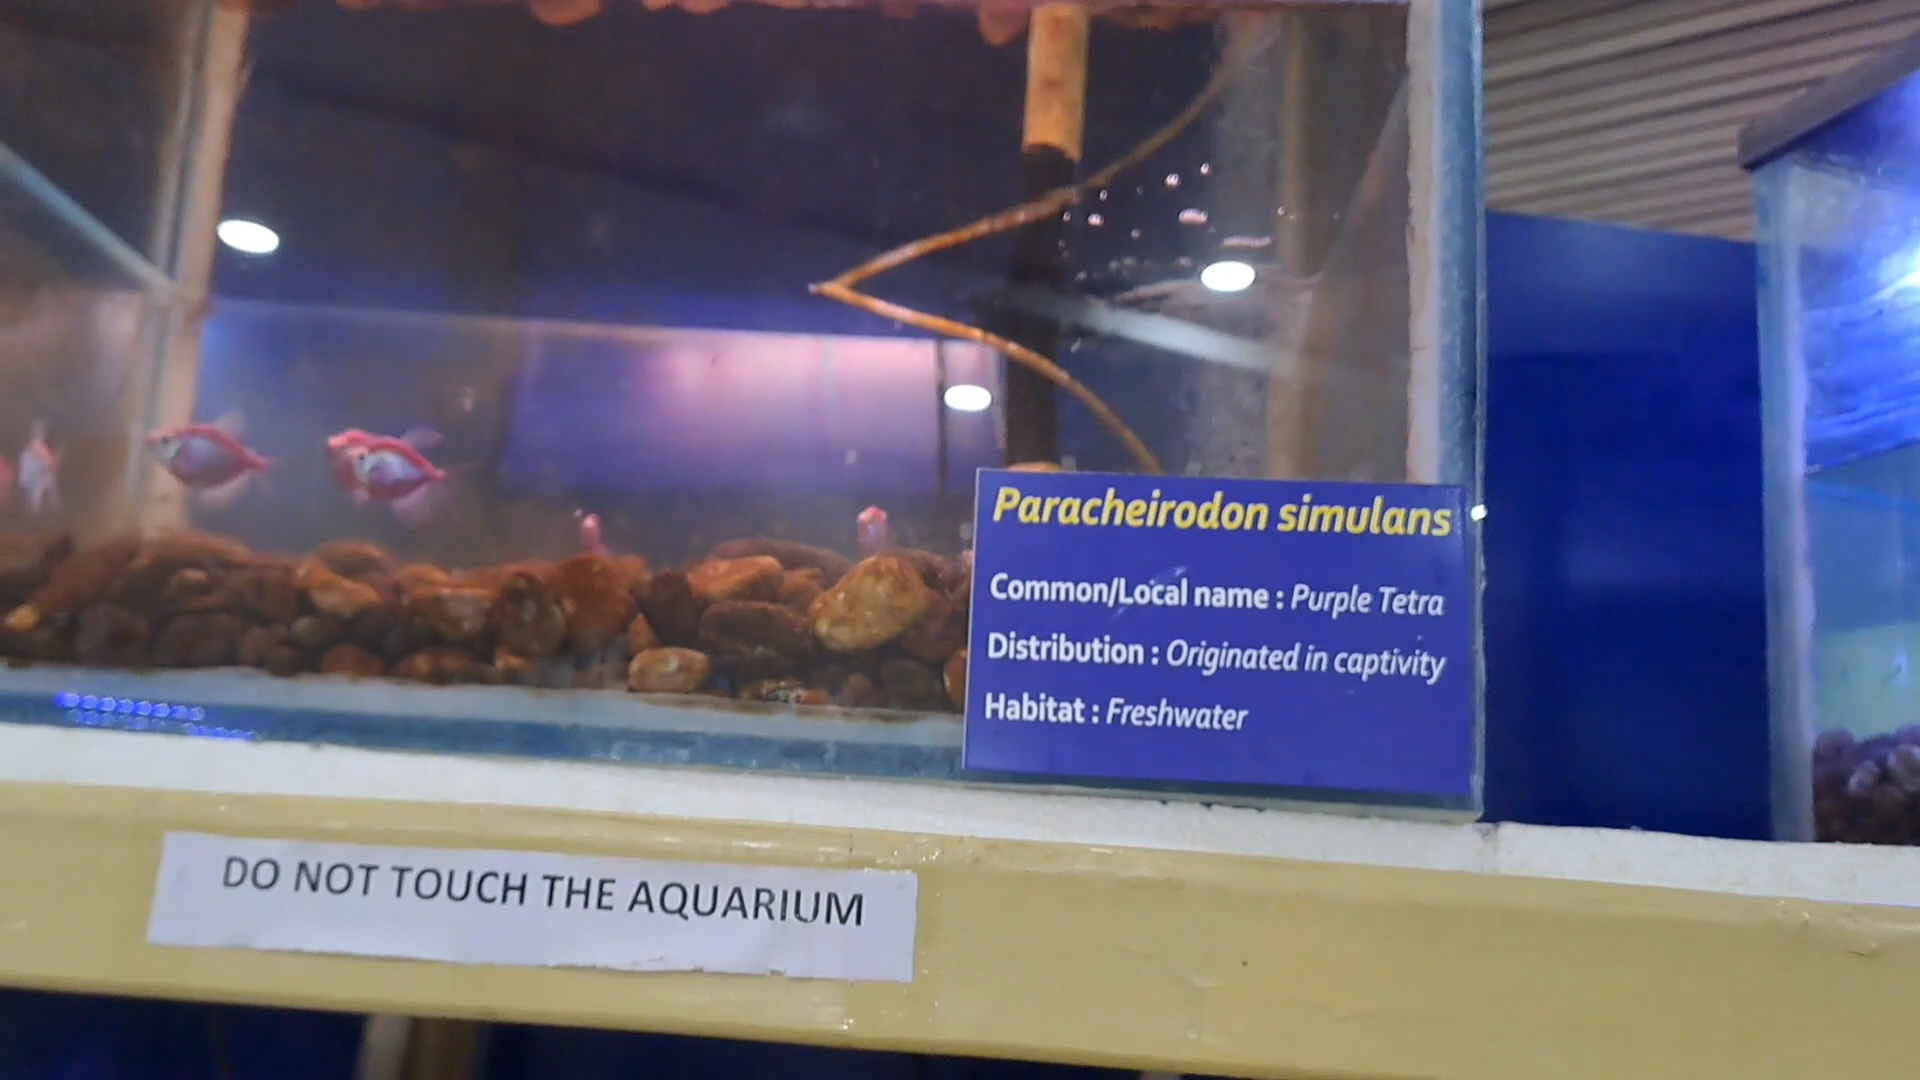 Paracheirodon simulans
Common/Local name : Purple Tetra
Distribution : Originated in captivity
Habitat : Freshwater
DO NOT TOUCH THE AQUARIUM